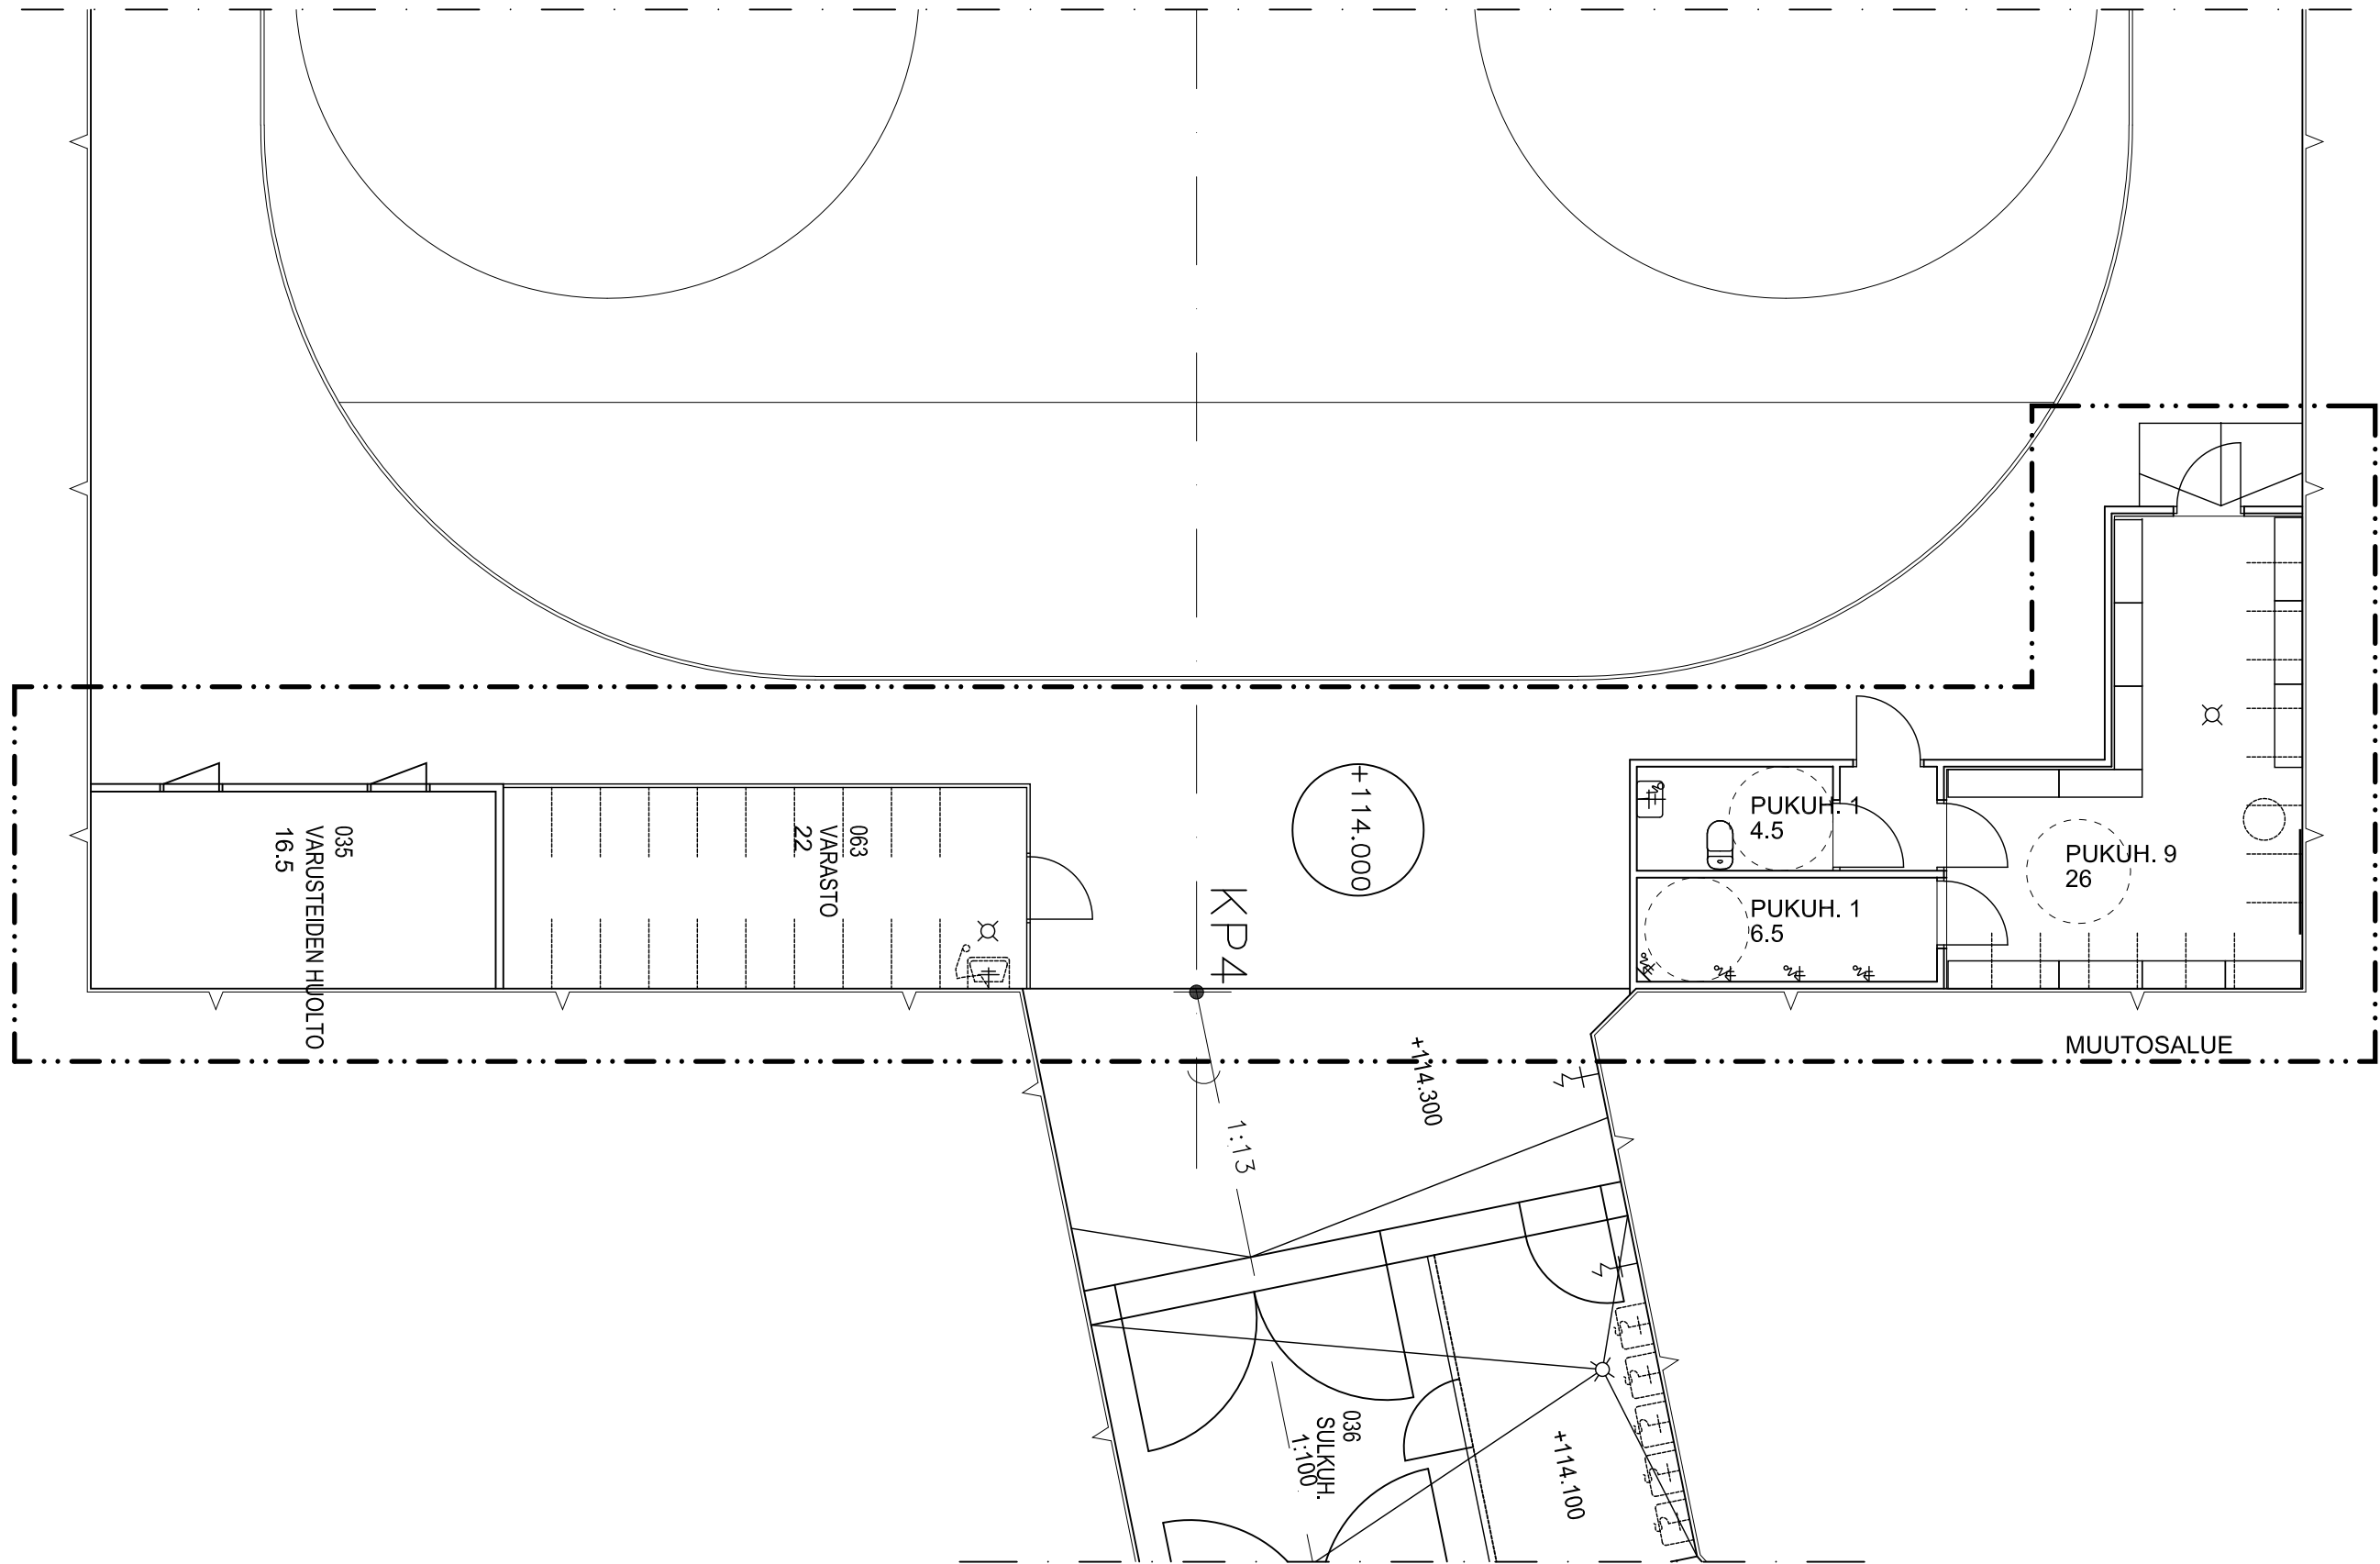 035
VARUSTEIDEN HUOLTO
16.5
063
VARASTO
22
+114.000
KP4
PUKUH. 1
4.5
PUKUH. 1
6.5
PUKUH. 9
26
MUUTOSALUE
+114.300
1:13
036
SULKUH.
1:100
+114.100